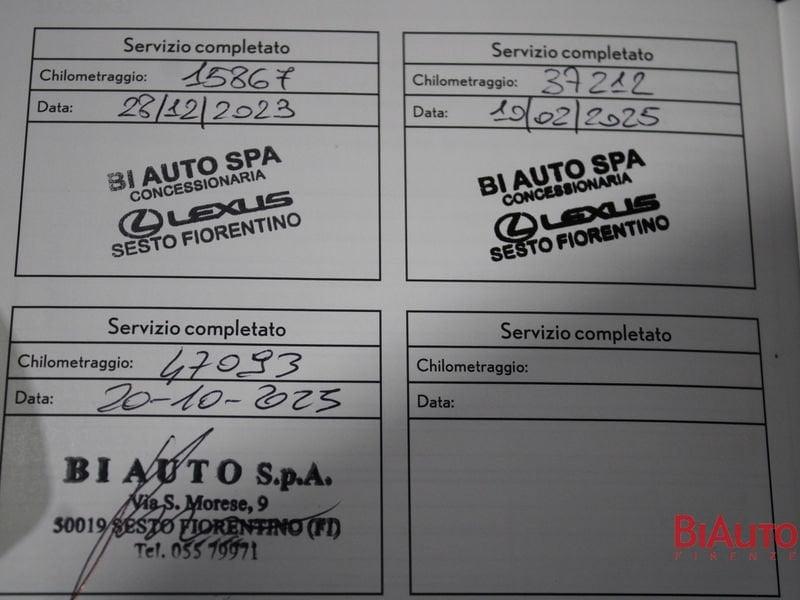 Servizio completato
Chilometraggio: 15867
Data: 28/12/2023
BI AUTO SPA
CONCESSIONARIA
LEXUS
SESTO FIORENTINO
Servizio completato
Chilometraggio: 37212
Data: 10/02/2025
BI AUTO SPA
CONCESSIONARIA
LEXUS
SESTO FIORENTINO
Servizio completato
Chilometraggio: 47093
Data: 20-10-2025
BI AUTO S.p.A.
Via S. Morese, 9
50019 SESTO FIORENTINO (FI)
Tel. 055 79971
Servizio completato
Chilometraggio:
Data:
BIAUTO
FIRENZE